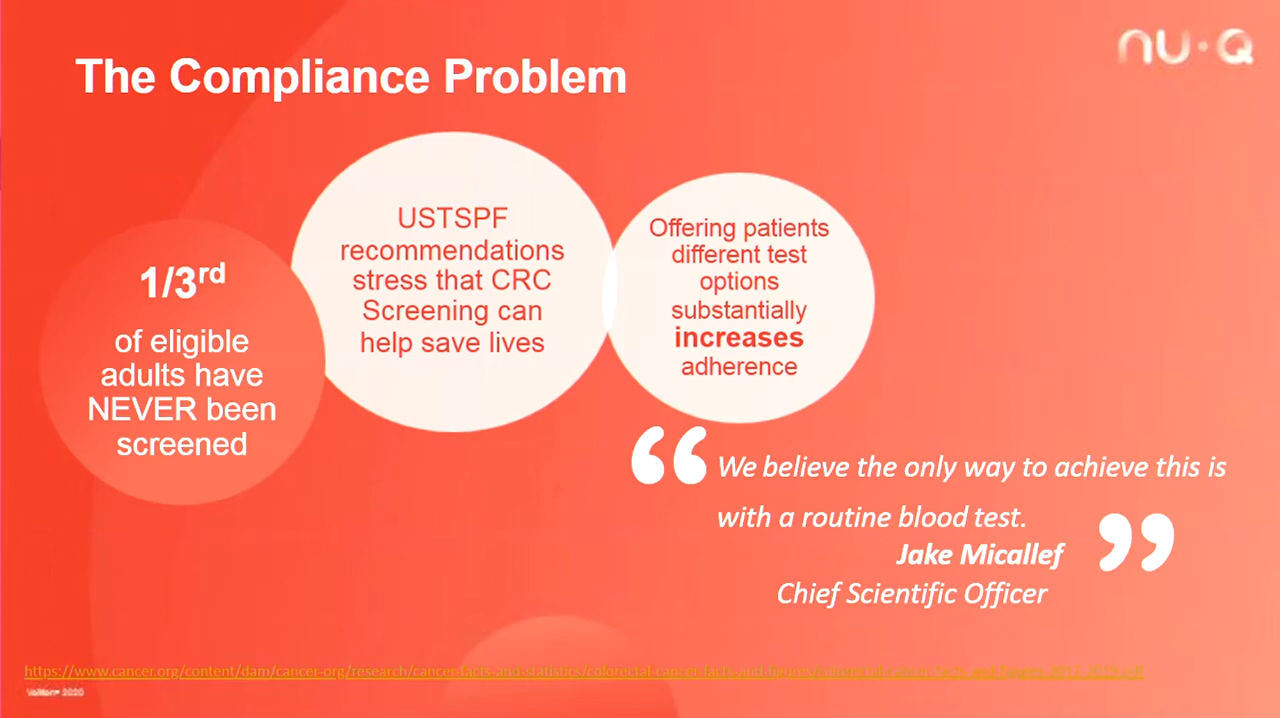 nu·Q
The Compliance Problem
1/3rd
of eligible
adults have
NEVER been
screened
USTSPF
recommendations
stress that CRC
Screening can
help save lives
Offering patients
different test
options
substantially
increases
adherence
“We believe the only way to achieve this is
with a routine blood test.”
Jake Micallef
Chief Scientific Officer
2020